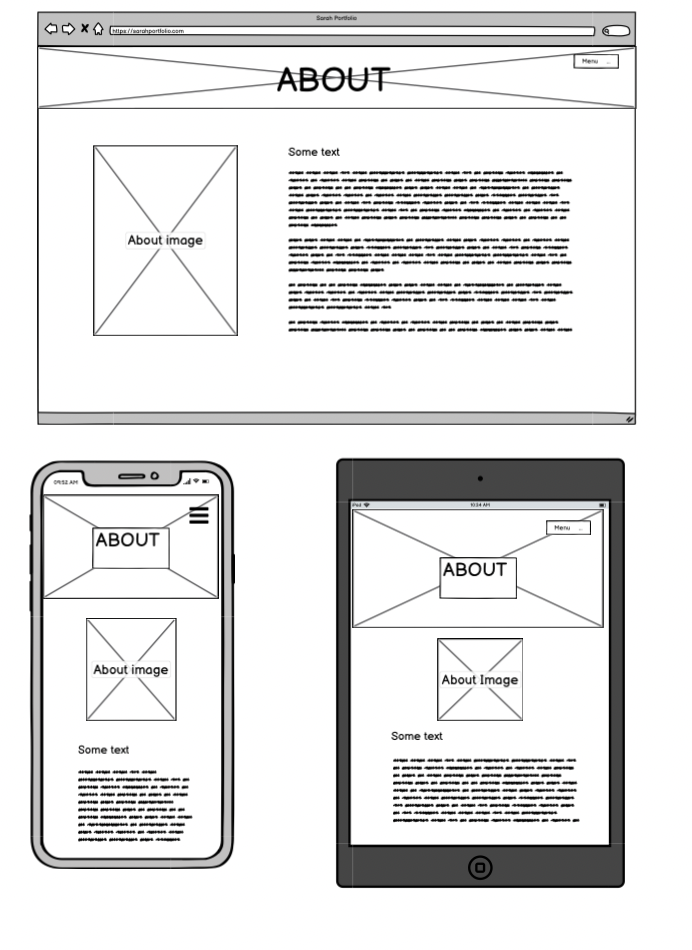 Sarah Portfolio
https://sarahportfolio.com
Menu ...
ABOUT
Some text
About image
09:52 AM
ABOUT
About image
Some text
iPad
10:24 AM
Menu ...
ABOUT
About Image
Some text